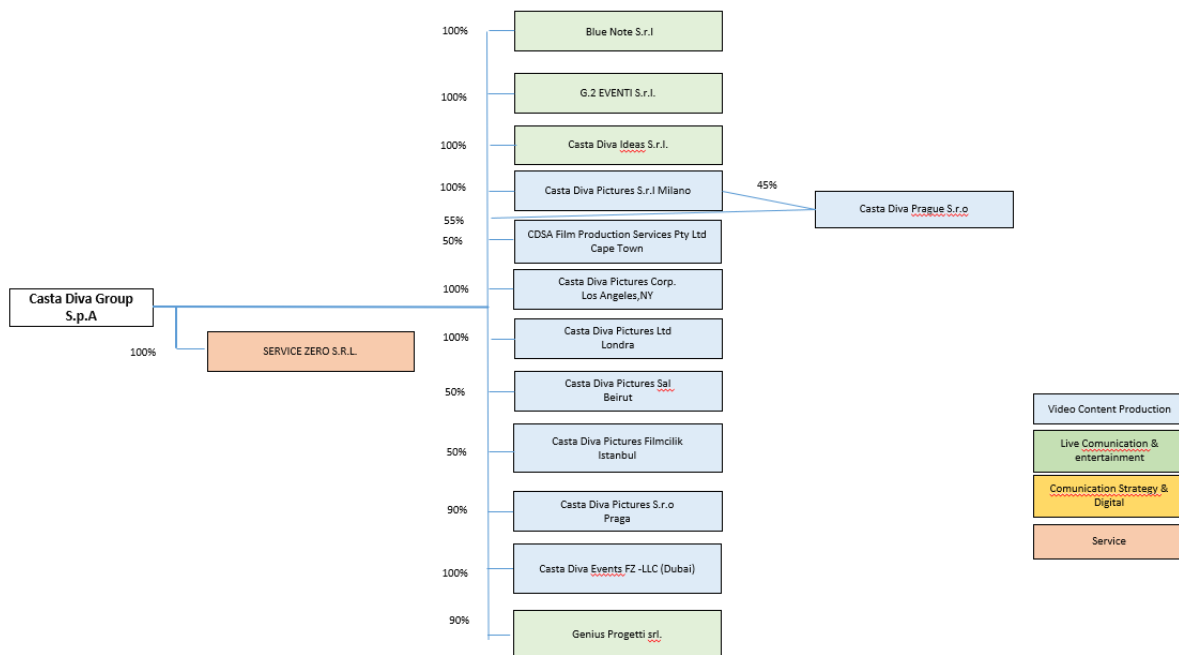 100%
Blue Note S.r.l
100%
G.2 EVENTI S.r.l.
100%
Casta Diva Ideas S.r.l.
100%
Casta Diva Pictures S.r.l Milano
45%
Casta Diva Prague S.r.o
55%
50%
CDSA Film Production Services Pty Ltd
Cape Town
100%
Casta Diva Pictures Corp.
Los Angeles,NY
Casta Diva Group
S.p.A
100%
SERVICE ZERO S.R.L.
100%
Casta Diva Pictures Ltd
Londra
50%
Casta Diva Pictures Sal
Beirut
50%
Casta Diva Pictures Filmcilik
Istanbul
90%
Casta Diva Pictures S.r.o
Praga
100%
Casta Diva Events FZ -LLC (Dubai)
90%
Genius Progetti srl.
Video Content Production
Live Comunication &
entertainment
Comunication Strategy &
Digital
Service